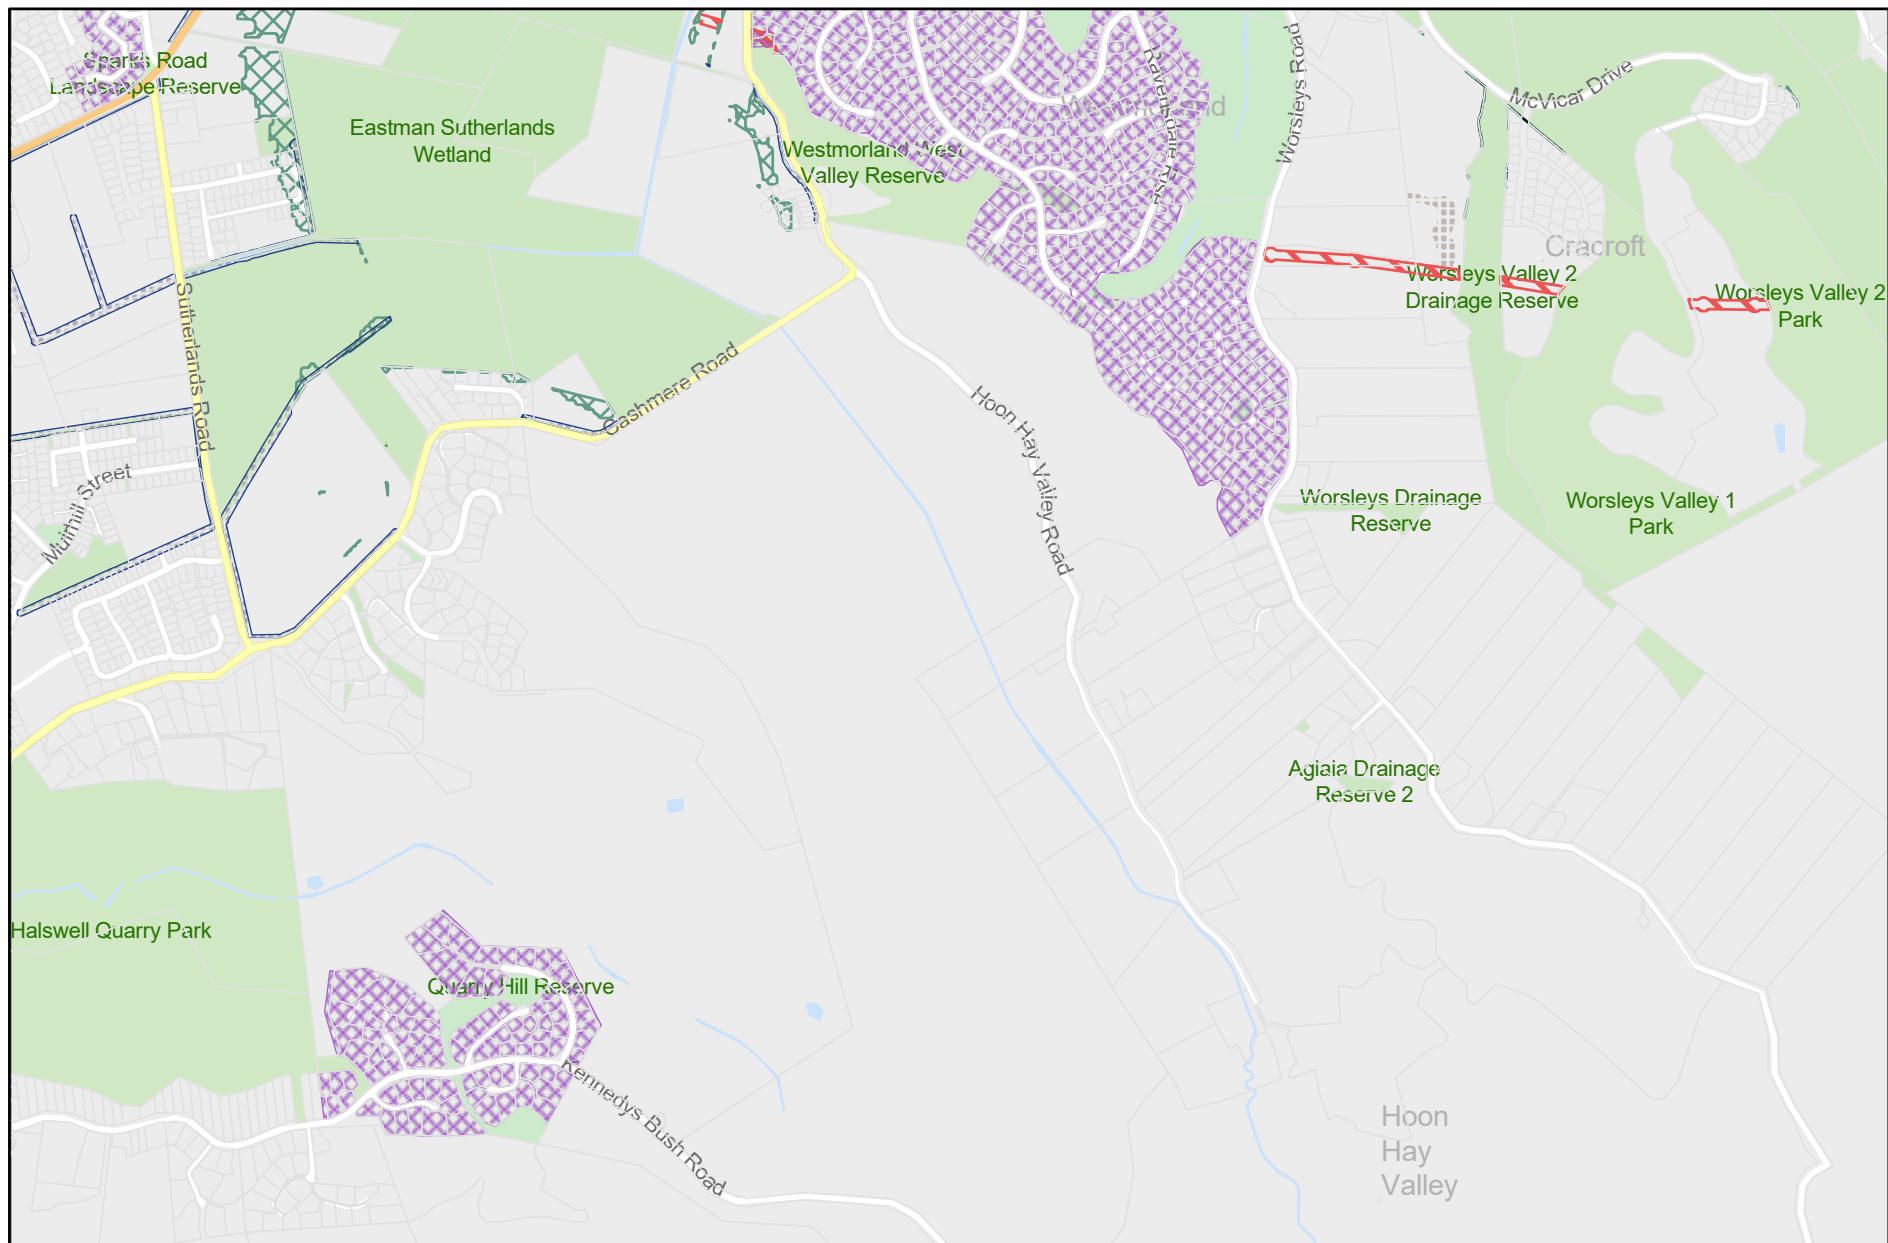 Sparks Road
Landscape Reserve
Eastman Sutherlands
Wetland
Westmorland West
Valley Reserve
Westmorland
Ravensdale Rise
Worsleys Road
McVicar Drive
Cracroft
Worsleys Valley 2
Drainage Reserve
Worsleys Valley 2
Park
Sutherlands Road
Cashmere Road
Hoon Hay Valley Road
Muirhill Street
Worsleys Drainage
Reserve
Worsleys Valley 1
Park
Agiaia Drainage
Reserve 2
Halswell Quarry Park
Quarry Hill Reserve
Kennedys Bush Road
Hoon
Hay
Valley